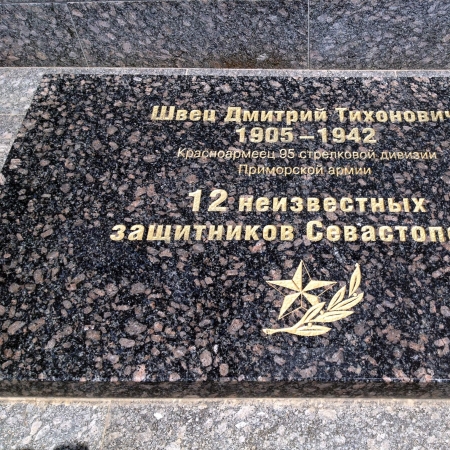 Швец Дмитрий Тихонович
1905 – 1942
Красноармеец 95 стрелковой дивизии
Приморской армии
12 неизвестных
защитников Севастопо